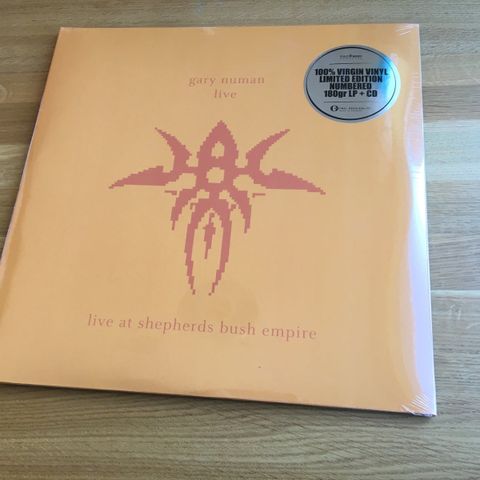 gary numan
live
100% VIRGIN VINYL
LIMITED EDITION
NUMBERED
180gr LP + CD
live at shepherds bush empire